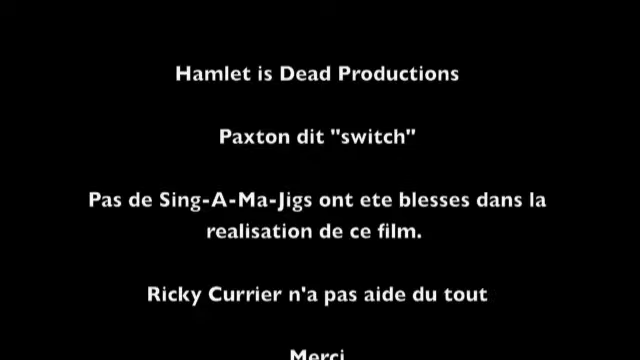 Hamlet is Dead Productions
Paxton dit "switch"
Pas de Sing-A-Ma-Jigs ont ete blesses dans la
realisation de ce film.
Ricky Currier n'a pas aide du tout
Merci